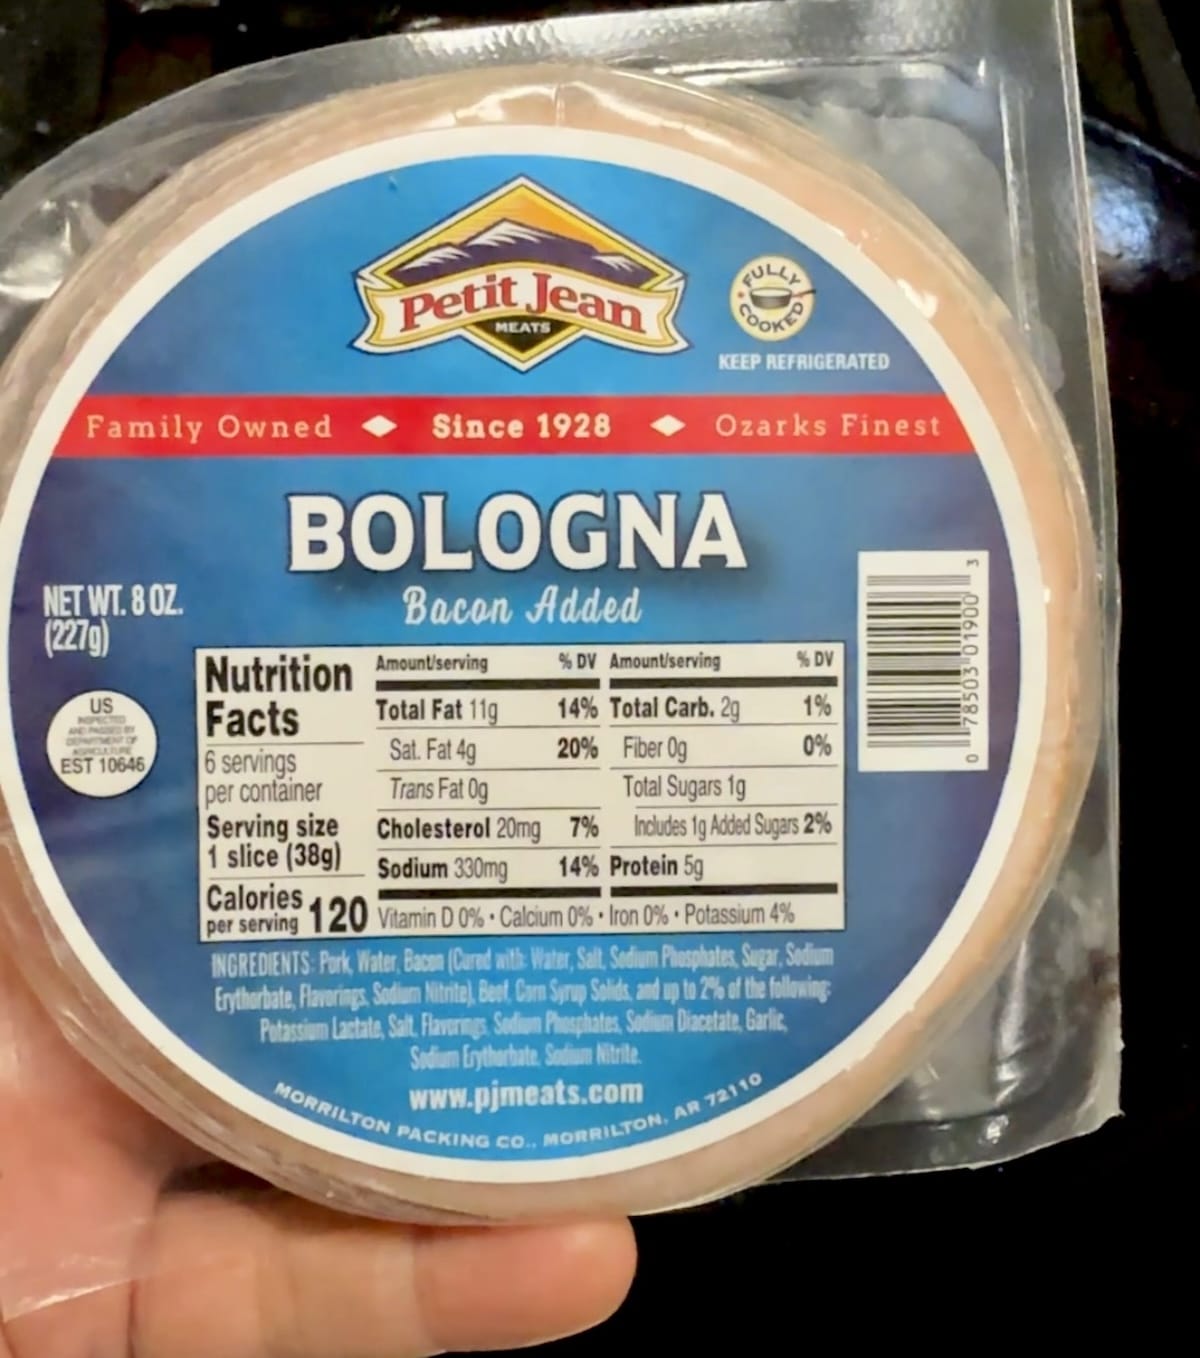 Petit Jean
MEATS
FULLY
COOKED
KEEP REFRIGERATED
Family Owned Since 1928 Ozarks Finest
BOLOGNA
Bacon Added
NET WT. 8 OZ.
(227g)
US
INSPECTED
AND PASSED BY
DEPARTMENT OF
AGRICULTURE
EST 10646
Nutrition
Facts
6 servings
per container
Serving size
1 slice (38g)
Calories
per serving 120
Amount/serving % DV
Total Fat 11g 14%
Sat. Fat 4g 20%
Trans Fat 0g
Cholesterol 20mg 7%
Sodium 330mg 14%
Amount/serving % DV
Total Carb. 2g 1%
Fiber 0g 0%
Total Sugars 1g
Includes 1g Added Sugars 2%
Protein 5g
Vitamin D 0% • Calcium 0% • Iron 0% • Potassium 4%
0 78503 01900 3
INGREDIENTS: Pork, Water, Bacon (Cured with: Water, Salt, Sodium Phosphates, Sugar, Sodium
Erythorbate, Flavorings, Sodium Nitrite), Beef, Corn Syrup Solids, and up to 2% of the following:
Potassium Lactate, Salt, Flavorings, Sodium Phosphates, Sodium Diacetate, Garlic,
Sodium Erythorbate, Sodium Nitrite.
www.pjmeats.com
MORRILTON PACKING CO., MORRILTON, AR 72110